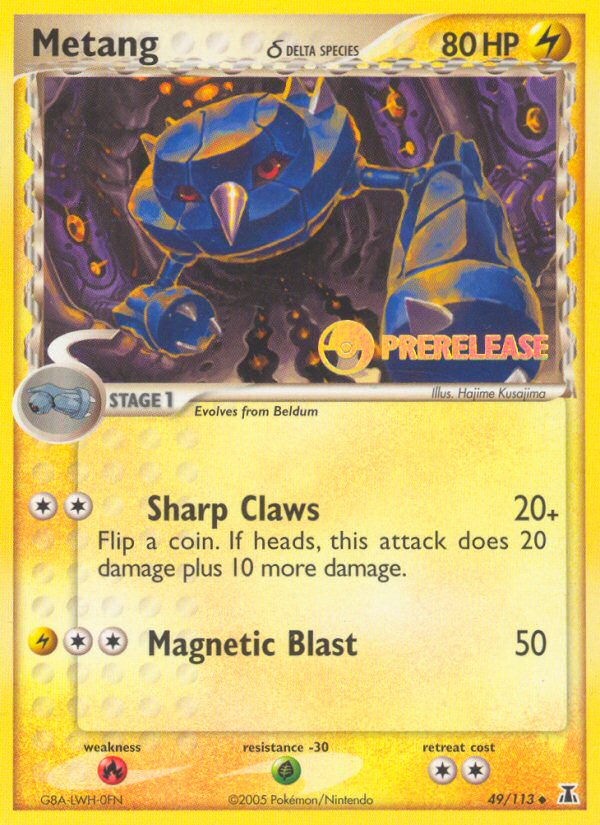 Metang δ DELTA SPECIES 80 HP
PRERELEASE
Illus. Hajime Kusajima
STAGE 1
Evolves from Beldum
Sharp Claws 20+
Flip a coin. If heads, this attack does 20
damage plus 10 more damage.
Magnetic Blast 50
weakness resistance -30 retreat cost
G8A-LWH-0FN ©2005 Pokémon/Nintendo 49/113